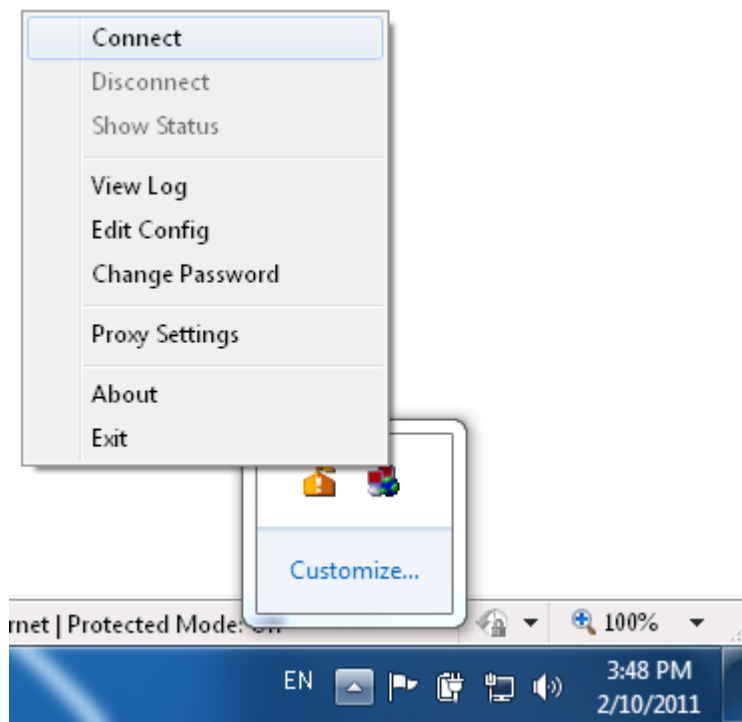 Connect
Disconnect
Show Status
View Log
Edit Config
Change Password
Proxy Settings
About
Exit
Customize...
rnet | Protected Mode:
100%
EN
3:48 PM
2/10/2011